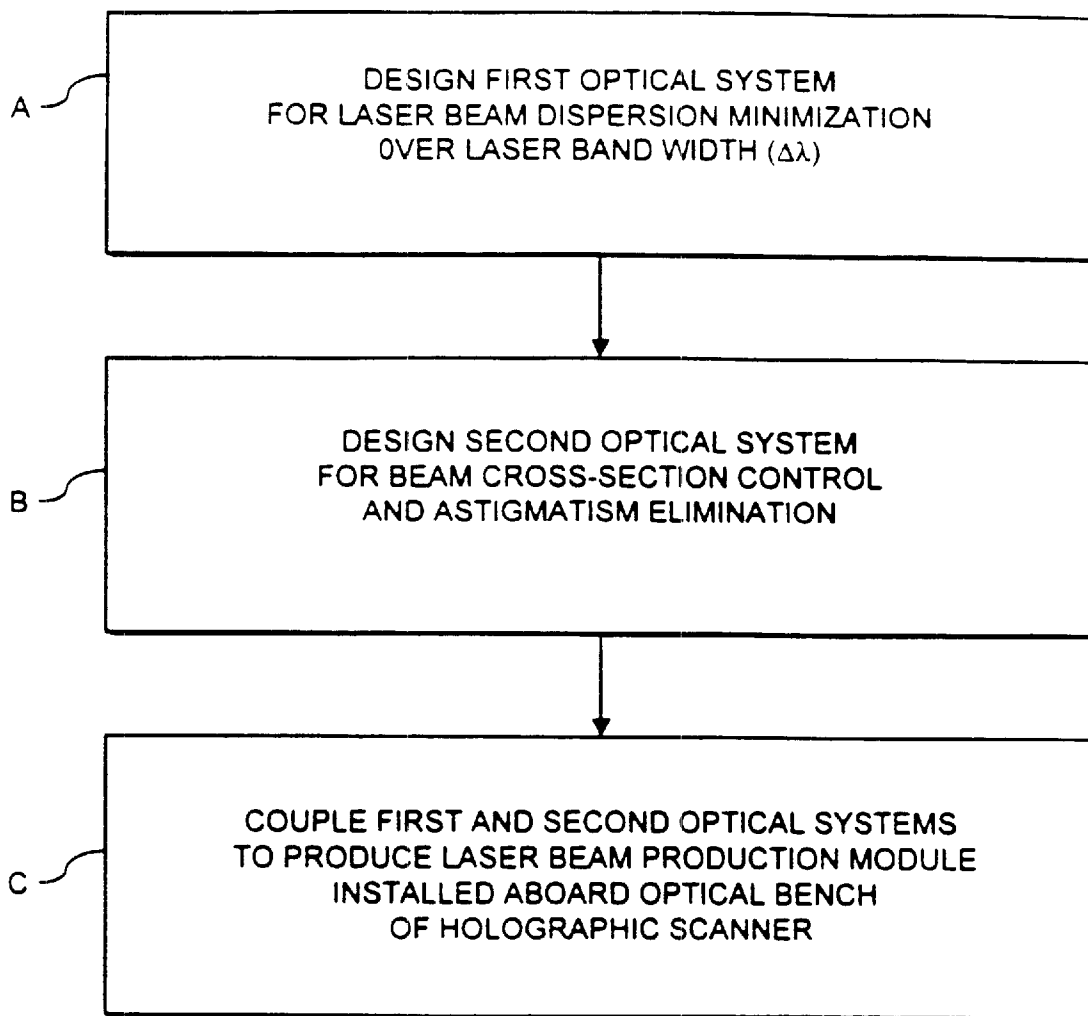 A
DESIGN FIRST OPTICAL SYSTEM
FOR LASER BEAM DISPERSION MINIMIZATION
0VER LASER BAND WIDTH (Δλ)
B
DESIGN SECOND OPTICAL SYSTEM
FOR BEAM CROSS-SECTION CONTROL
AND ASTIGMATISM ELIMINATION
C
COUPLE FIRST AND SECOND OPTICAL SYSTEMS
TO PRODUCE LASER BEAM PRODUCTION MODULE
INSTALLED ABOARD OPTICAL BENCH
OF HOLOGRAPHIC SCANNER